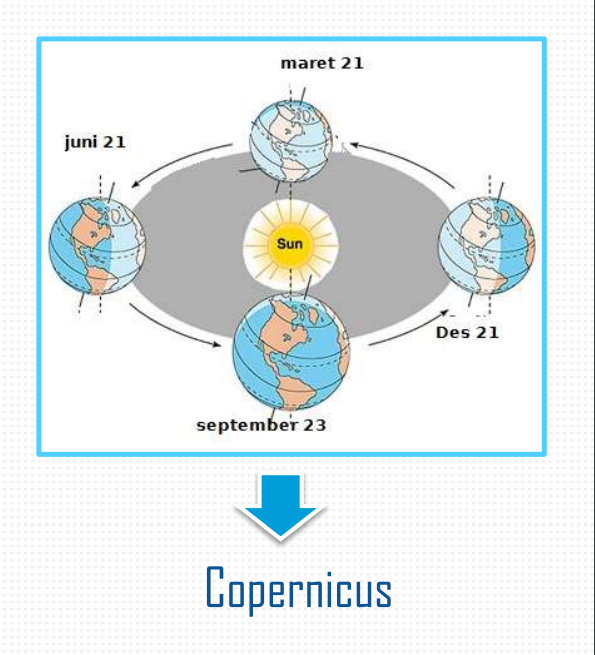 maret 21
juni 21
Sun
Des 21
september 23
Copernicus